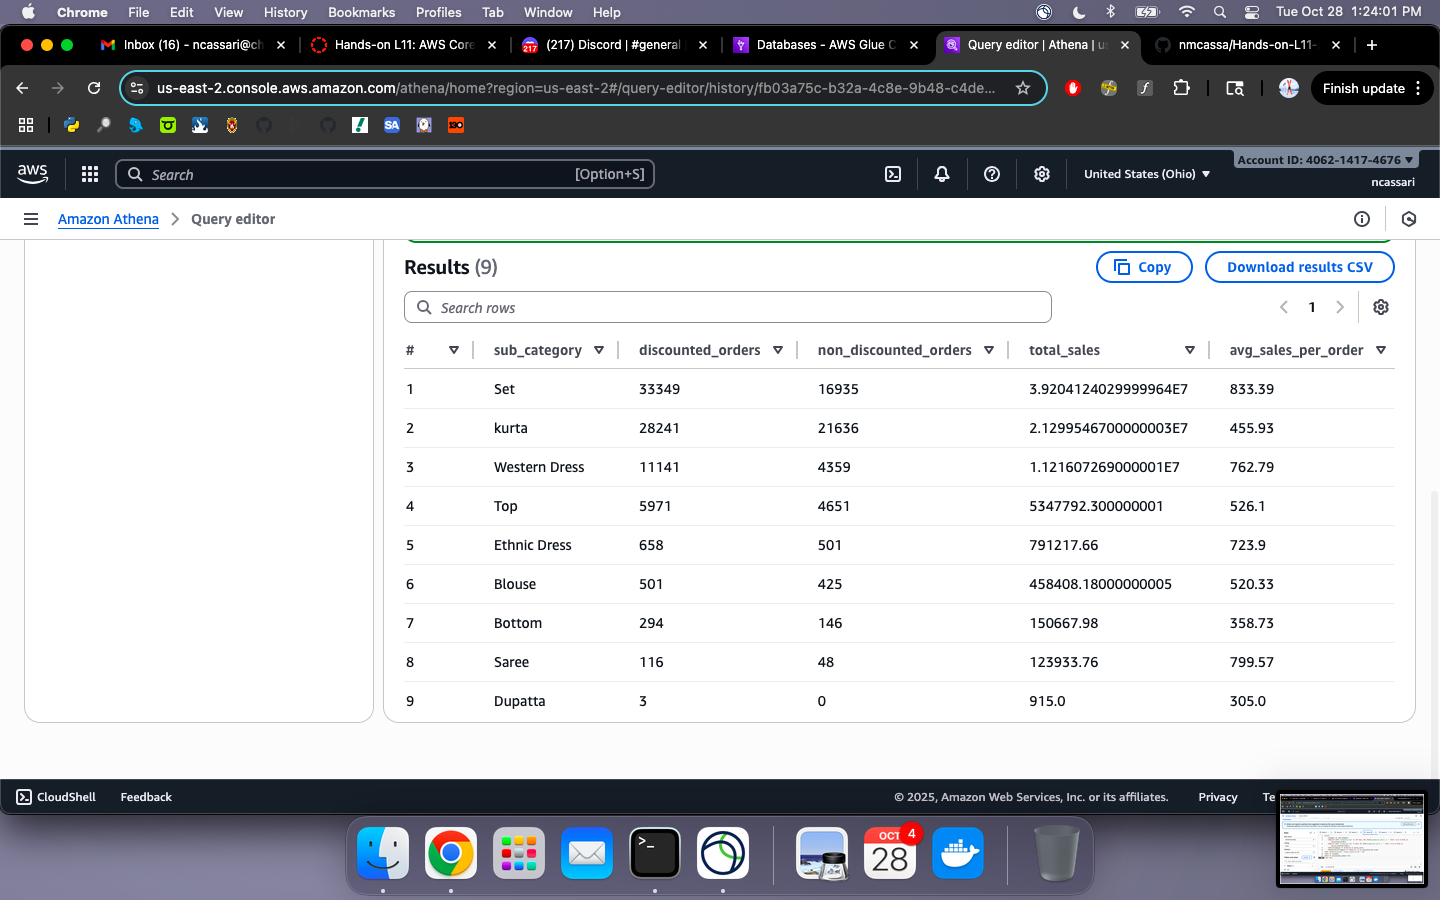 Chrome File Edit View History Bookmarks Profiles Tab Window Help Tue Oct 28 1:24:01 PM
Inbox (16) - ncassari@ch Hands-on L11: AWS Core 217 (217) Discord | #general Databases - AWS Glue C Query editor | Athena | us nmcassa/Hands-on-L11-
us-east-2.console.aws.amazon.com/athena/home?region=us-east-2#/query-editor/history/fb03a75c-b32a-4c8e-9b48-c4de... Finish update
SA
aws Search [Option+S] United States (Ohio) Account ID: 4062-1417-4676
ncassari
Amazon Athena Query editor
Results (9) Copy Download results CSV
Search rows 1
# sub_category discounted_orders non_discounted_orders total_sales avg_sales_per_order
1 Set 33349 16935 3.9204124029999964E7 833.39
2 kurta 28241 21636 2.1299546700000003E7 455.93
3 Western Dress 11141 4359 1.121607269000001E7 762.79
4 Top 5971 4651 5347792.300000001 526.1
5 Ethnic Dress 658 501 791217.66 723.9
6 Blouse 501 425 458408.18000000005 520.33
7 Bottom 294 146 150667.98 358.73
8 Saree 116 48 123933.76 799.57
9 Dupatta 3 0 915.0 305.0
CloudShell Feedback © 2025, Amazon Web Services, Inc. or its affiliates. Privacy Te
OCT 4
28